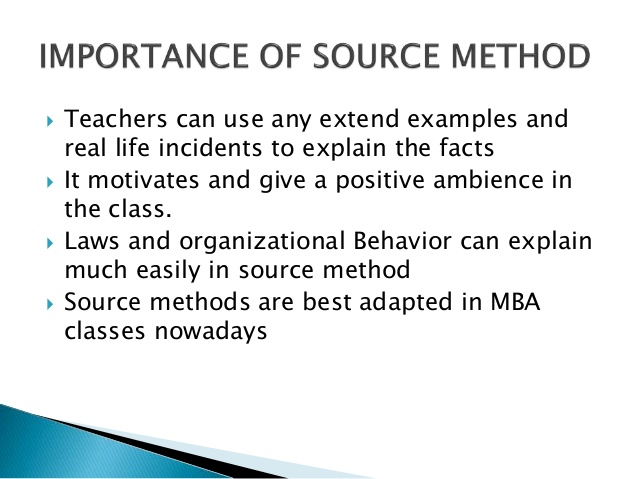 IMPORTANCE OF SOURCE METHOD
Teachers can use any extend examples and
real life incidents to explain the facts
It motivates and give a positive ambience in
the class.
Laws and organizational Behavior can explain
much easily in source method
Source methods are best adapted in MBA
classes nowadays